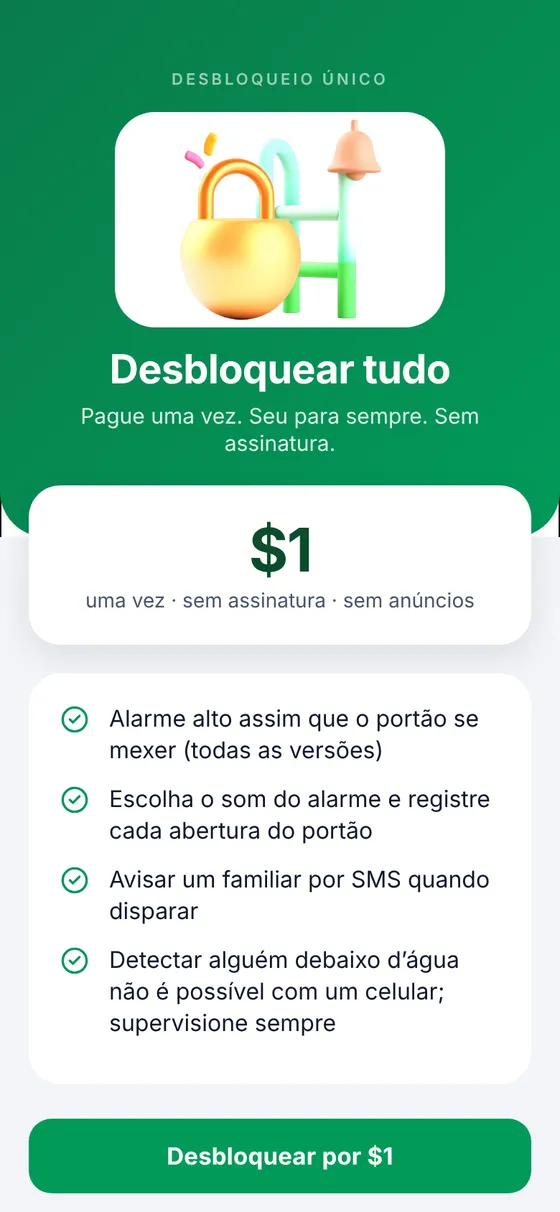 DESBLOQUEIO ÚNICO
Desbloquear tudo
Pague uma vez. Seu para sempre. Sem
assinatura.
$1
uma vez · sem assinatura · sem anúncios
Alarme alto assim que o portão se
mexer (todas as versões)
Escolha o som do alarme e registre
cada abertura do portão
Avisar um familiar por SMS quando
disparar
Detectar alguém debaixo d’água
não é possível com um celular;
supervisione sempre
Desbloquear por $1